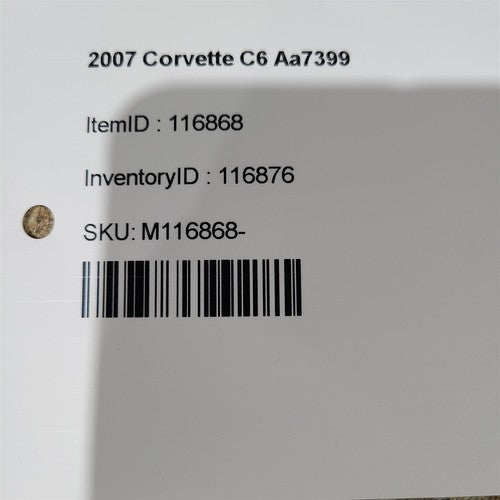 2007 Corvette C6 Aa7399
ItemID : 116868
InventoryID : 116876
SKU: M116868-